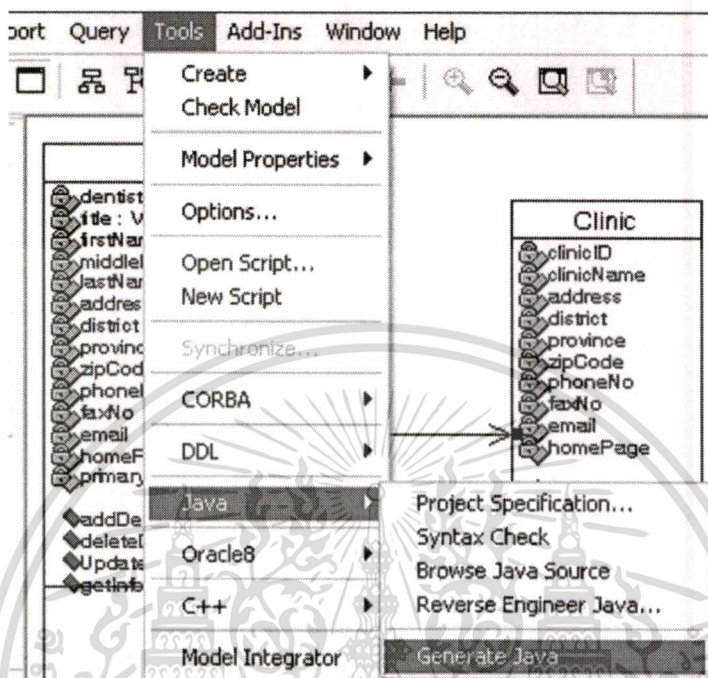 Query Tools Add-Ins Window Help
Create
Check Model
Model Properties
Options...
Open Script...
New Script
Synchronize...
CORBA
DDL
Java
Oracle8
C++
Model Integrator
Project Specification...
Syntax Check
Browse Java Source
Reverse Engineer Java...
Generate Java
dentist
title : V
firstNar
middle
lastNar
addres
district
provinc
zipCod
phone
faxNo
email
homeF
primary
addDe
delete
Update
getInfo
Clinic
clinicID
clinicName
address
district
province
zipCode
phoneNo
faxNo
email
homePage